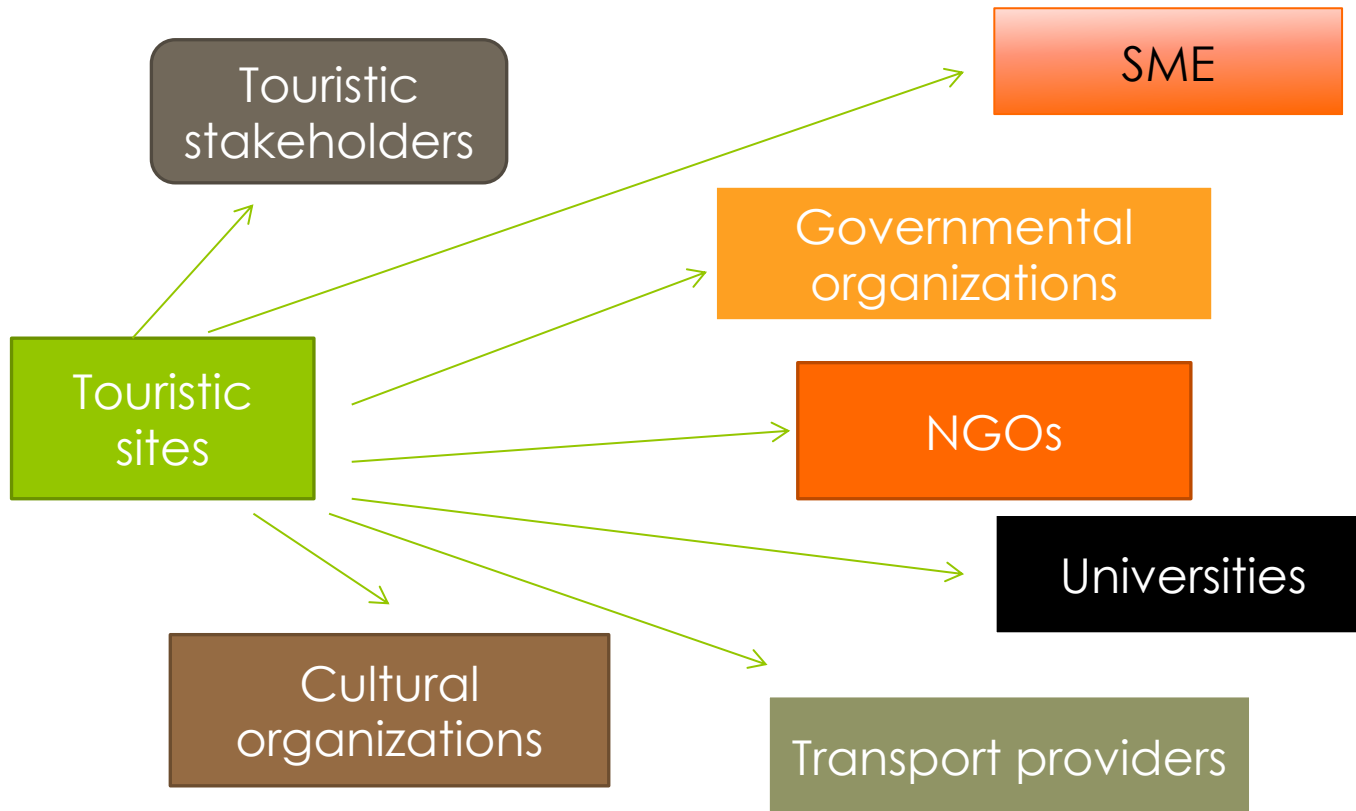 Touristic
stakeholders
SME
Governmental
organizations
Touristic
sites
NGOs
Universities
Cultural
organizations
Transport providers